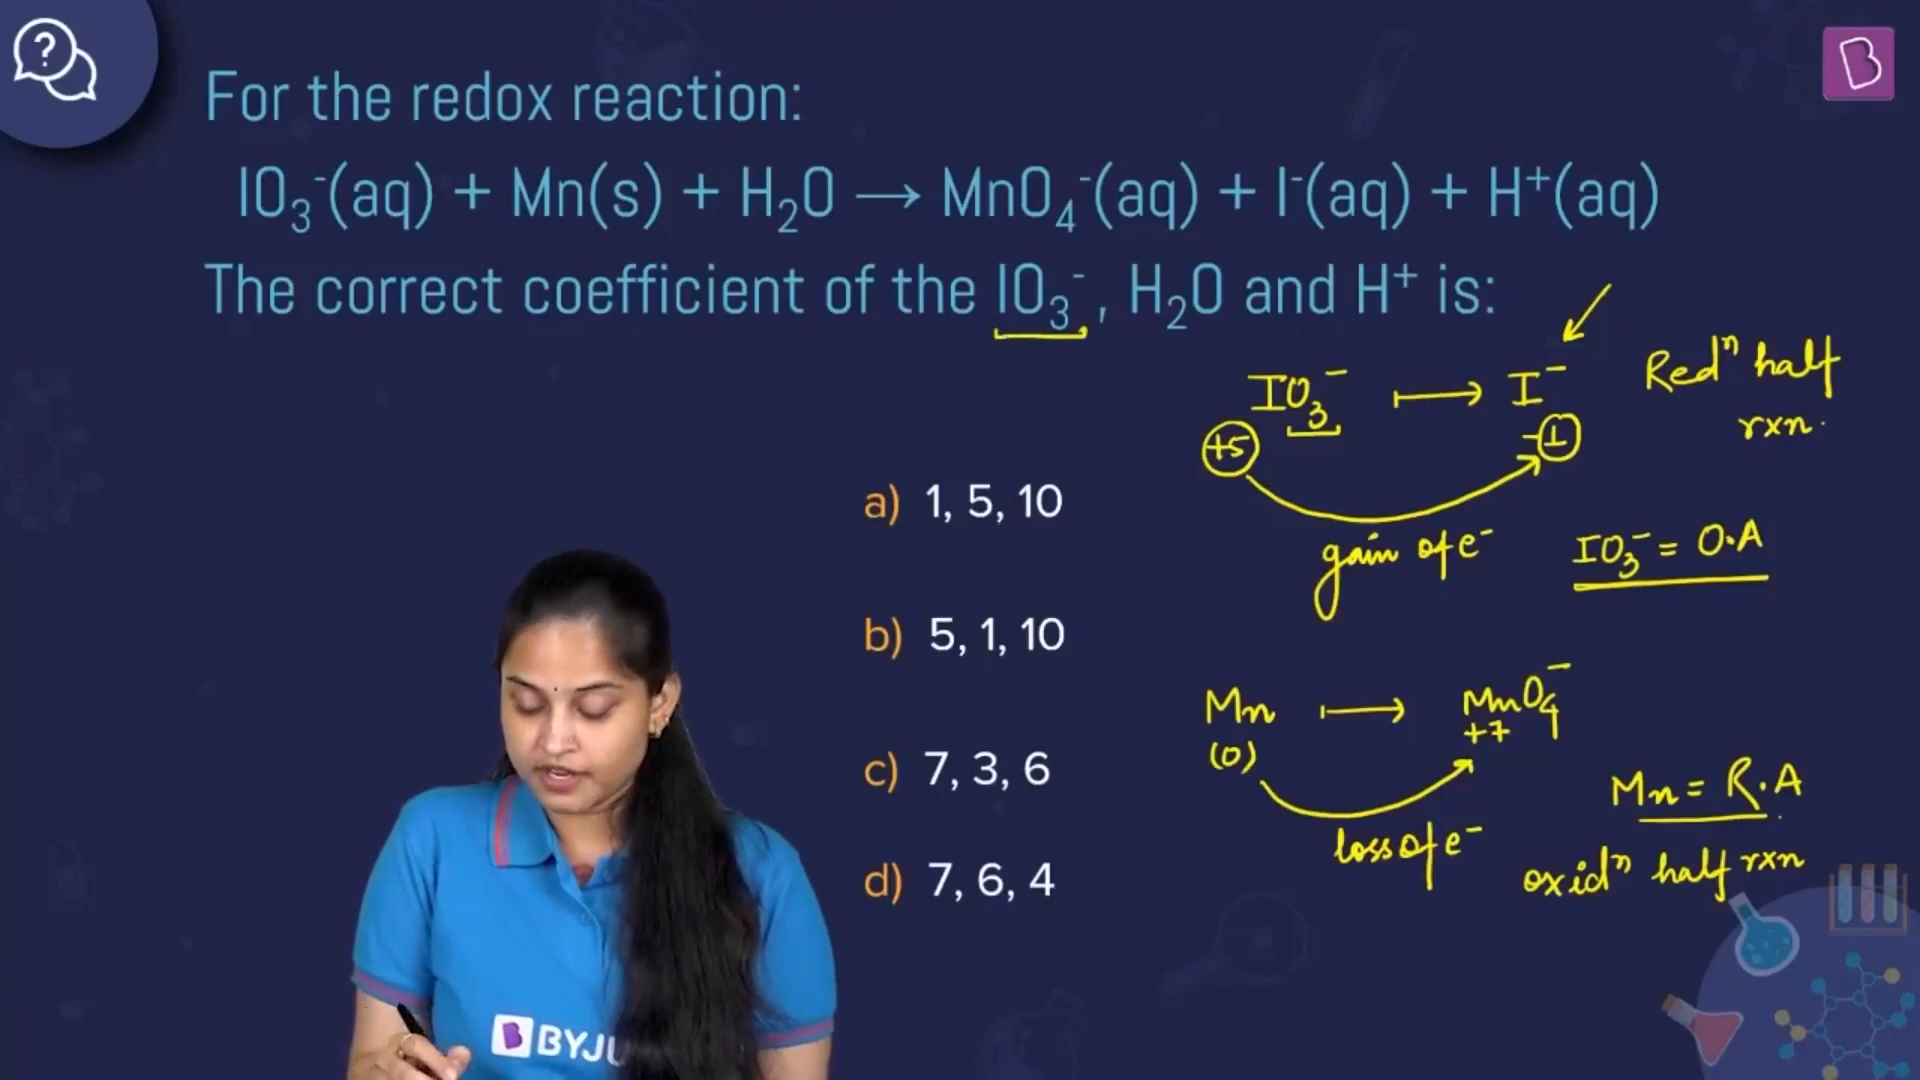 For the redox reaction:
IO₃⁻(aq) + Mn(s) + H₂O → MnO₄⁻(aq) + I⁻(aq) + H⁺(aq)
The correct coefficient of the IO₃⁻, H₂O and H⁺ is:
a) 1, 5, 10
b) 5, 1, 10
c) 7, 3, 6
d) 7, 6, 4
IO₃⁻ ⟼ I⁻
+5 -1
Redⁿ half
rxn.
gain of e⁻
IO₃⁻ = O.A
Mn ⟼ MnO₄⁻
(0) +7
loss of e⁻
Mn = R.A
oxidⁿ half rxn
B
BYJU